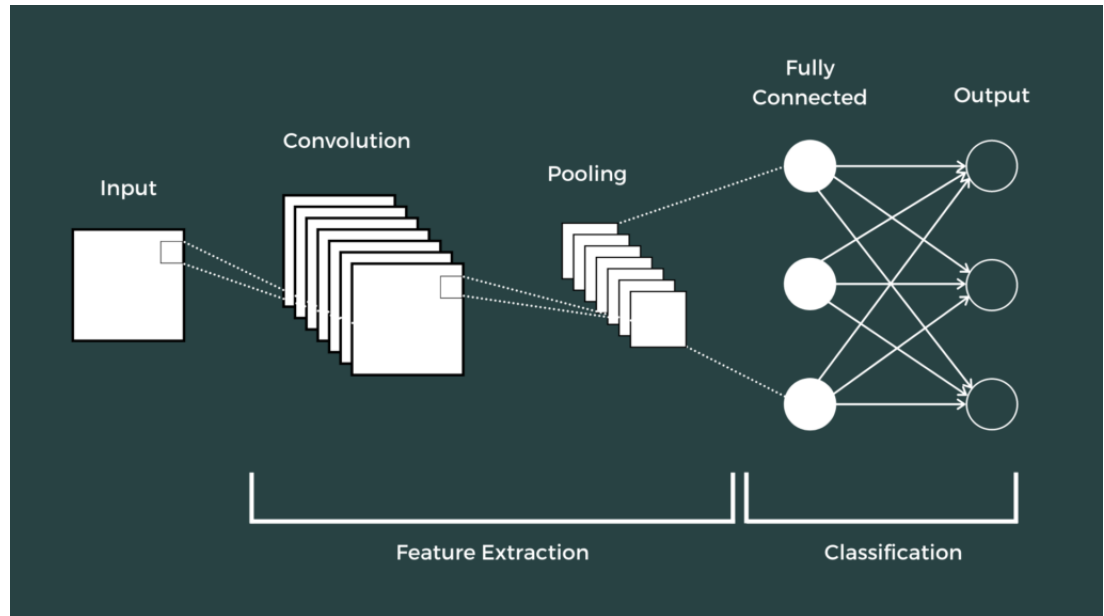 Input
Convolution
Pooling
Fully
Connected
Output
Feature Extraction
Classification